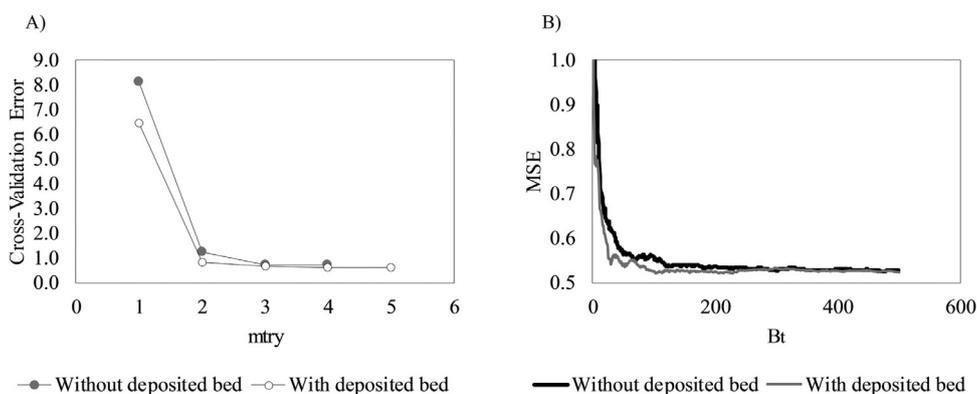 A)
Cross-Validation Error
9.0
8.0
7.0
6.0
5.0
4.0
3.0
2.0
1.0
0.0
0 1 2 3 4 5 6
mtry
Without deposited bed With deposited bed
B)
MSE
1.0
0.9
0.8
0.7
0.6
0.5
0 200 400 600
Bt
Without deposited bed With deposited bed